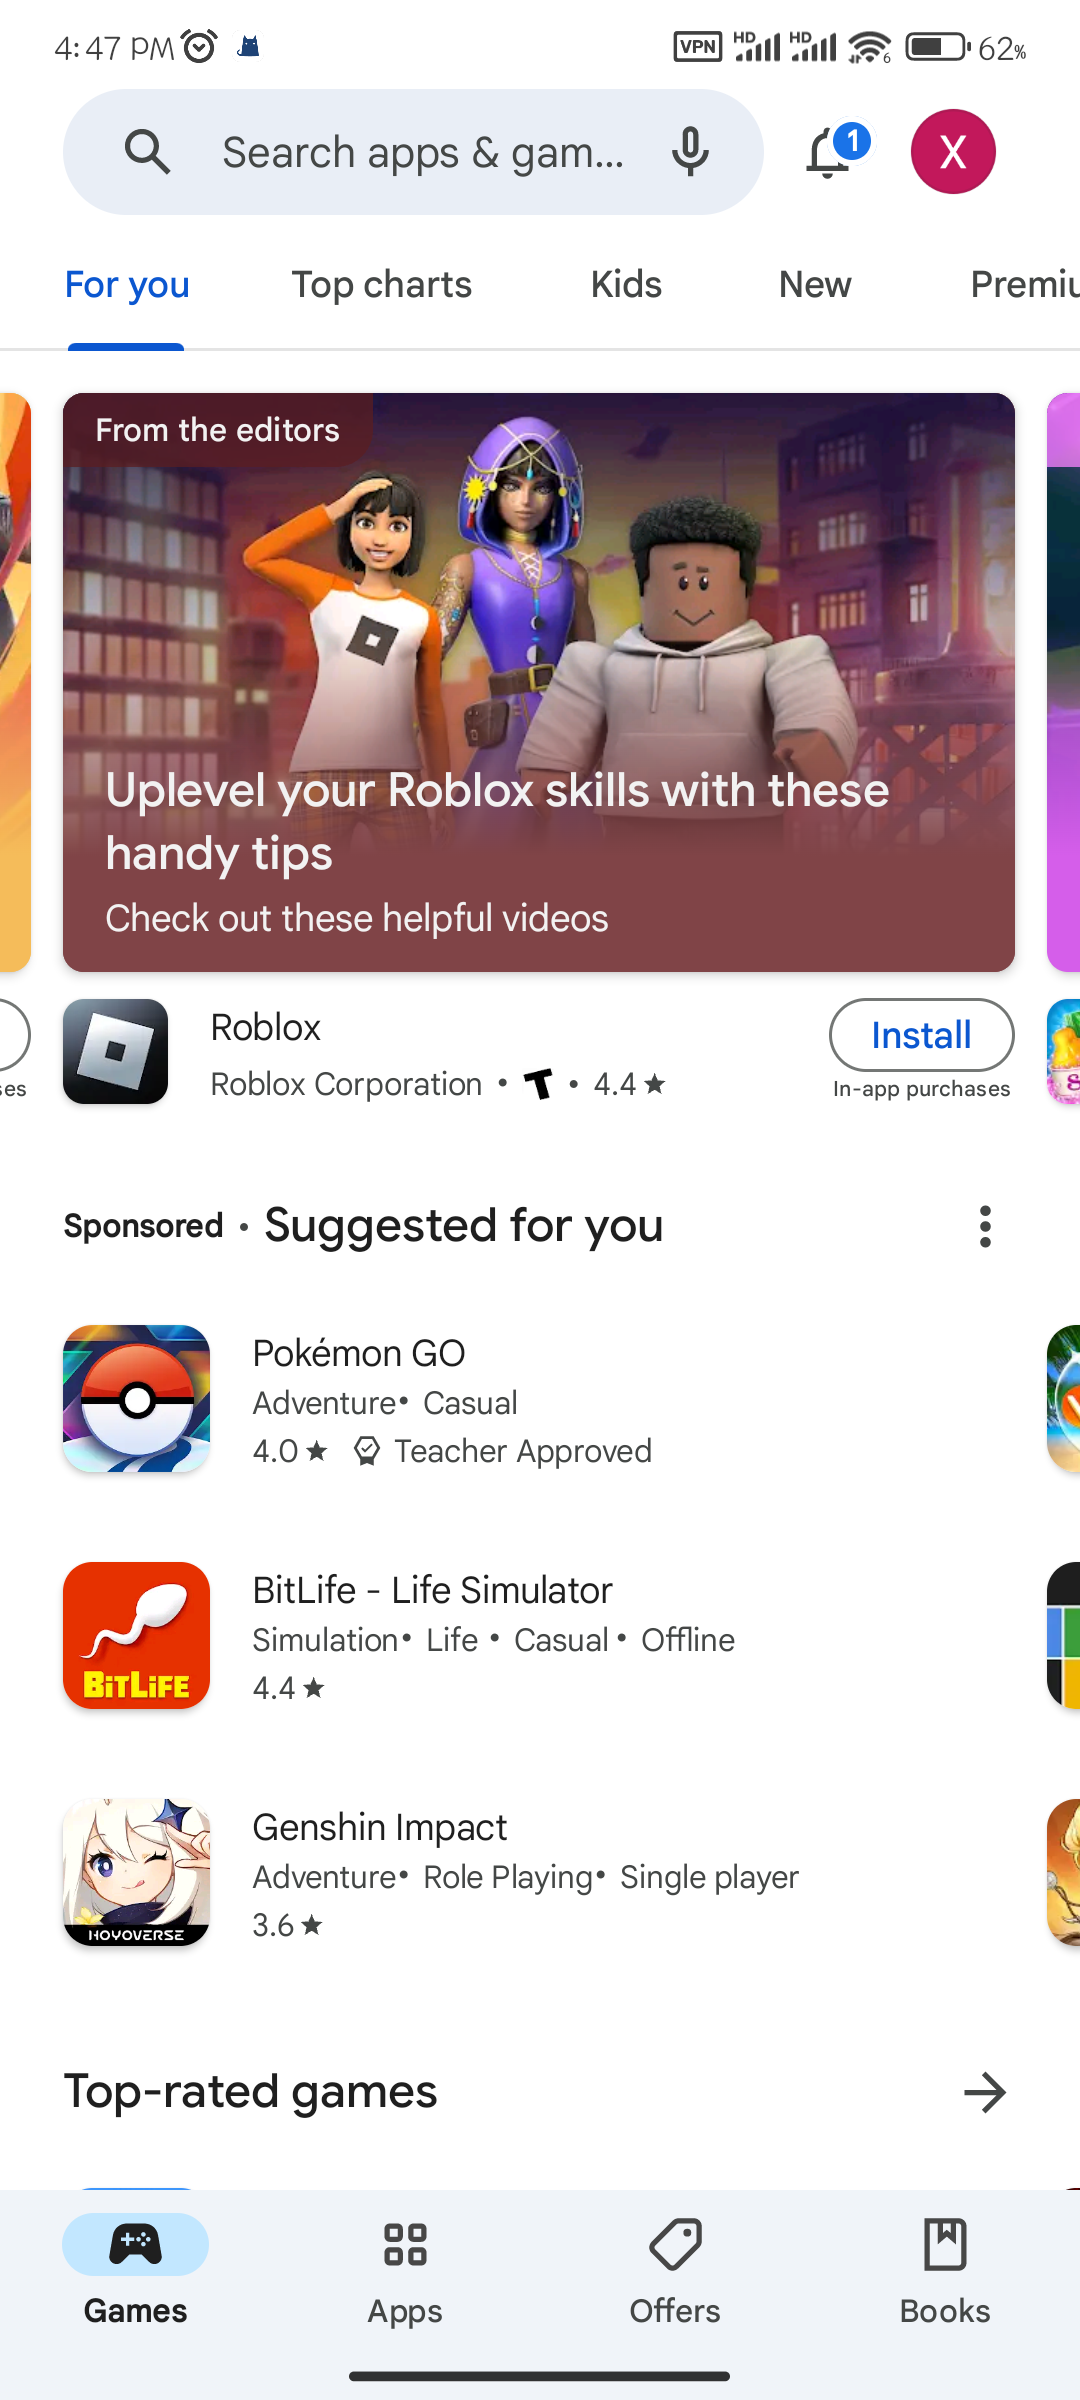 4:47 PM
VPN HD HD 6 62%
Search apps & gam...
1
X
For you Top charts Kids New Premiu
From the editors
Uplevel your Roblox skills with these
handy tips
Check out these helpful videos
Roblox
Install
Roblox Corporation • T • 4.4 ★
In-app purchases
ses
Sponsored • Suggested for you
Pokémon GO
Adventure• Casual
4.0 ★ Teacher Approved
BitLife - Life Simulator
Simulation• Life • Casual • Offline
4.4 ★
BITLIFE
Genshin Impact
Adventure• Role Playing• Single player
3.6 ★
HOYOVERSE
Top-rated games
Games Apps Offers Books